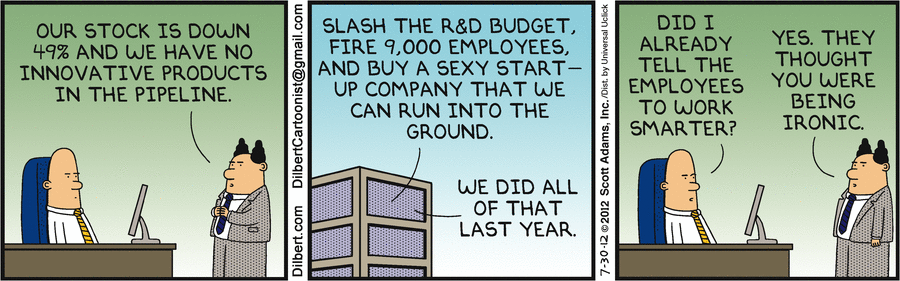 OUR STOCK IS DOWN
49% AND WE HAVE NO
INNOVATIVE PRODUCTS
IN THE PIPELINE.
Dilbert.com DilbertCartoonist@gmail.com
SLASH THE R&D BUDGET,
FIRE 9,000 EMPLOYEES,
AND BUY A SEXY START-
UP COMPANY THAT WE
CAN RUN INTO THE
GROUND.
WE DID ALL
OF THAT
LAST YEAR.
7-30-12 © 2012 Scott Adams, Inc. /Dist. by Universal Uclick
DID I
ALREADY
TELL THE
EMPLOYEES
TO WORK
SMARTER?
YES. THEY
THOUGHT
YOU WERE
BEING
IRONIC.